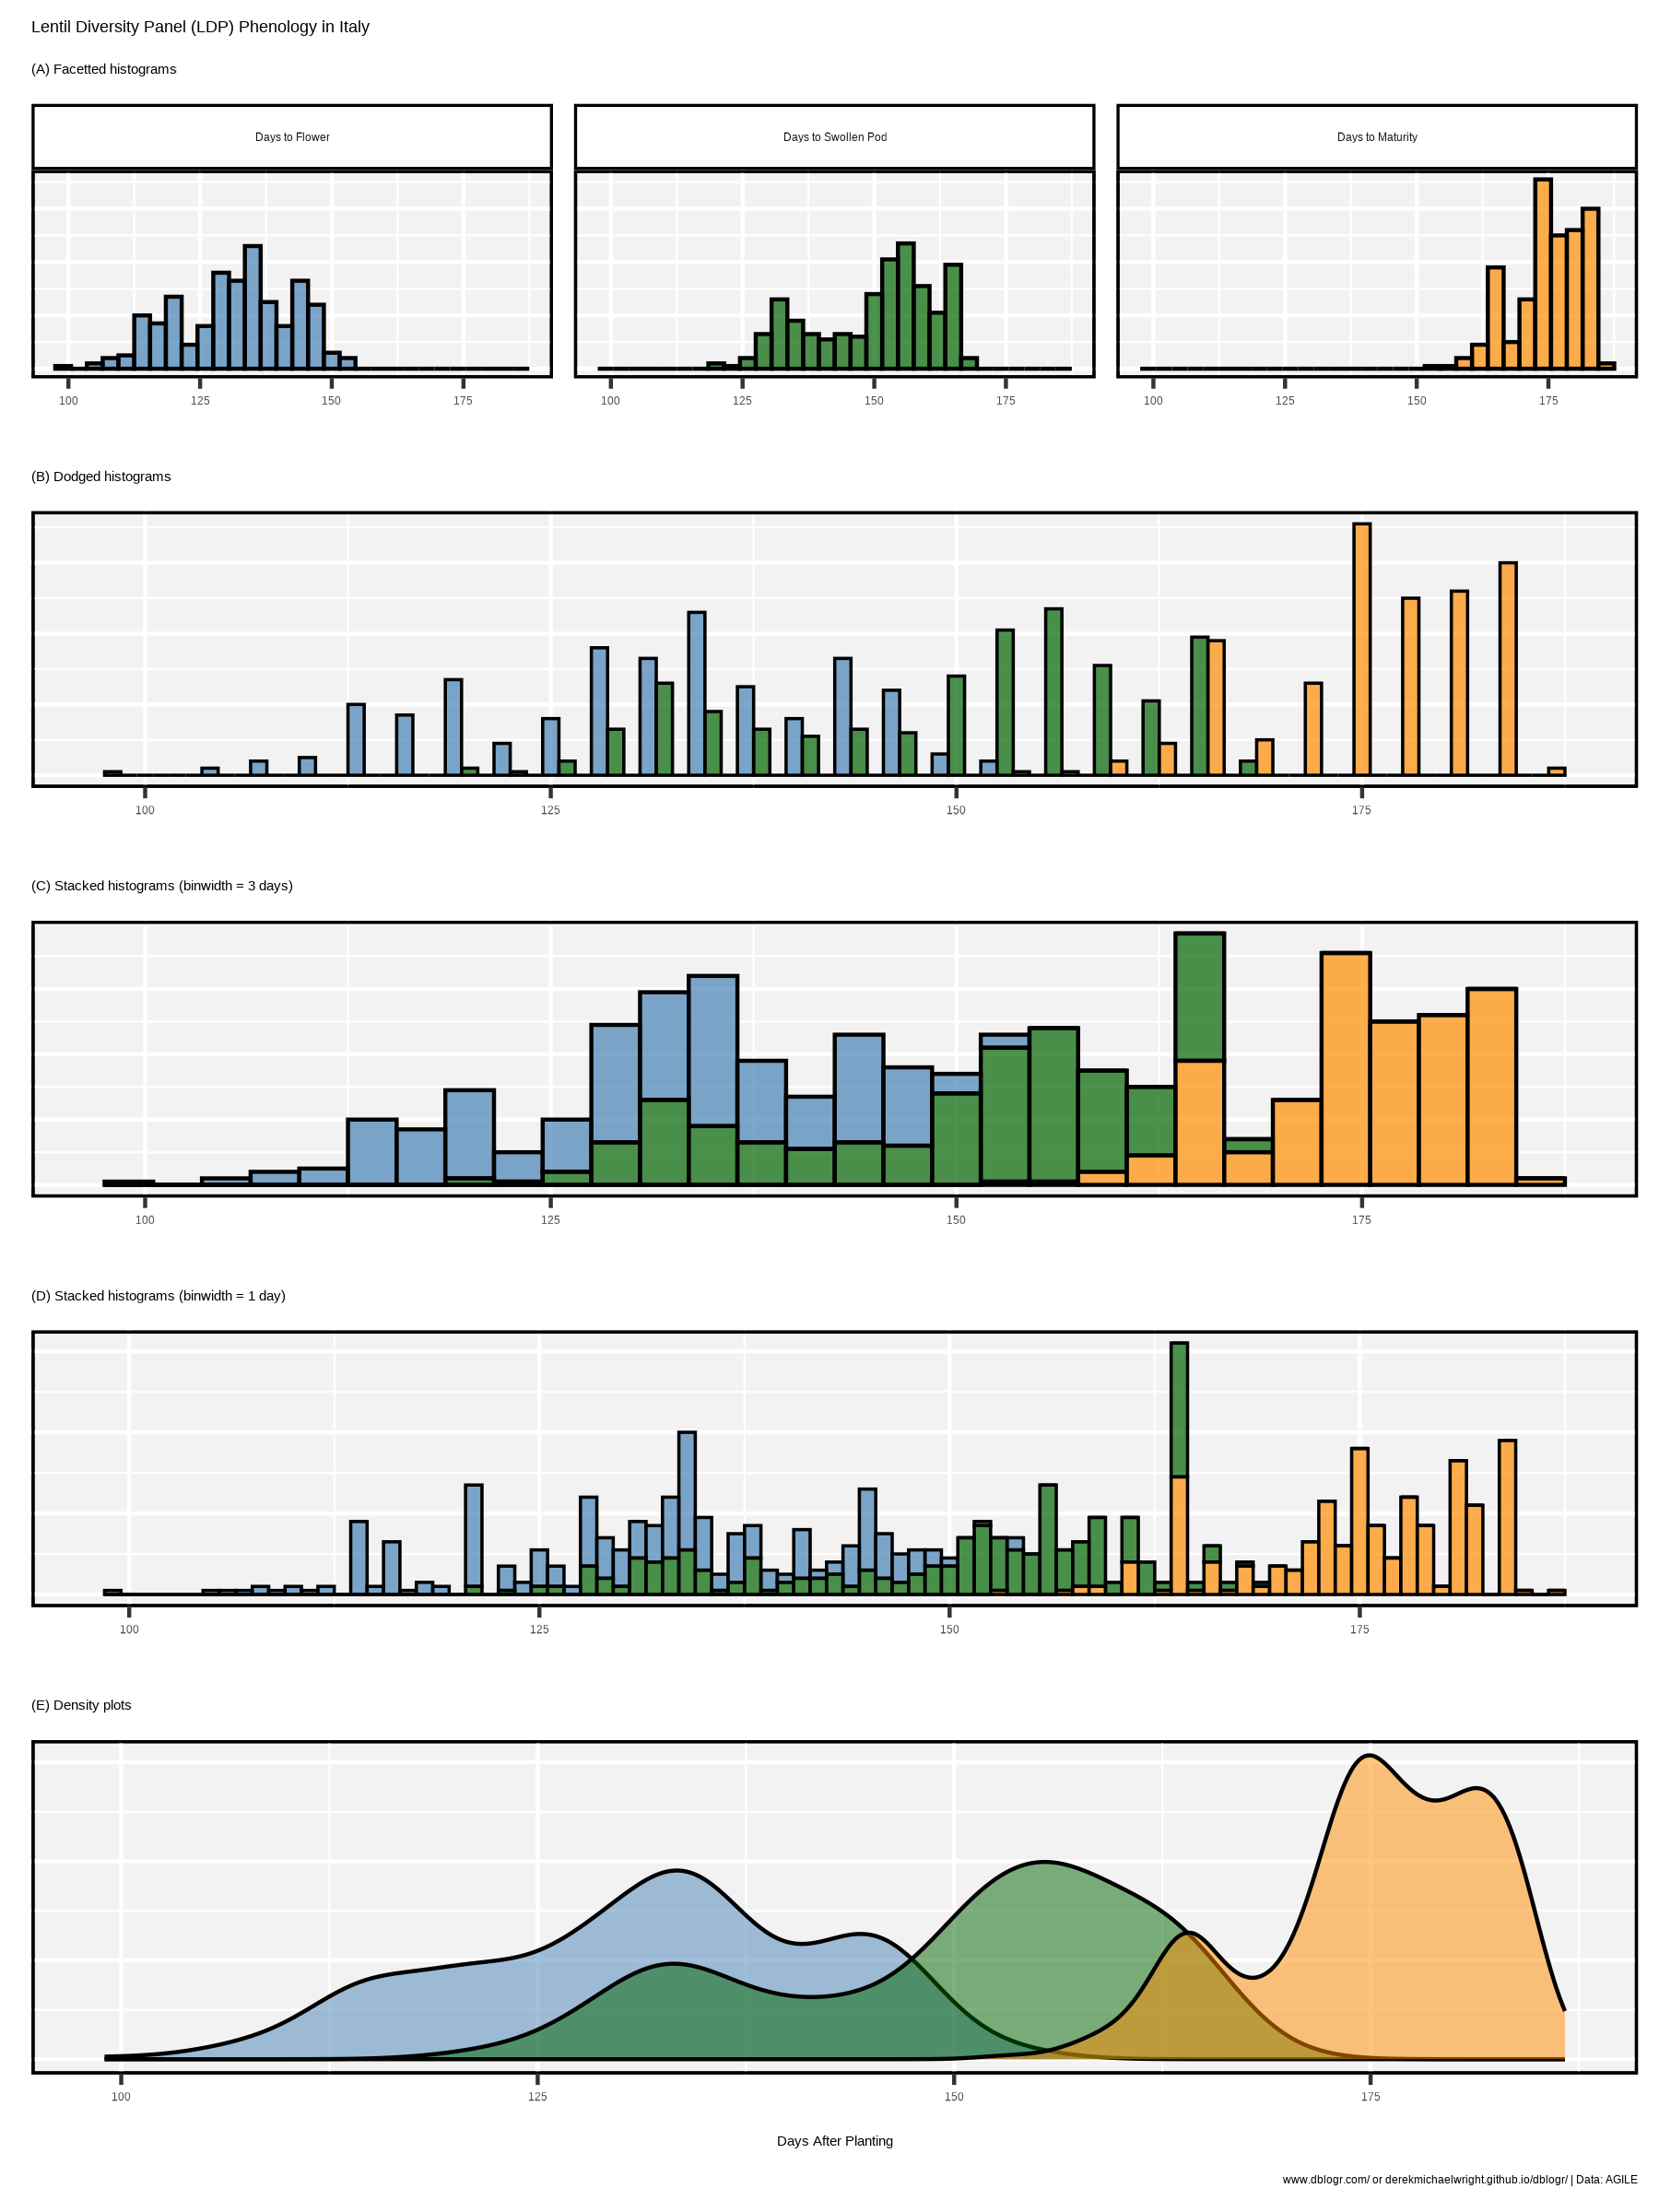 Lentil Diversity Panel (LDP) Phenology in Italy
(A) Facetted histograms
Days to Flower
Days to Swollen Pod
Days to Maturity
100 125 150 175
100 125 150 175
100 125 150 175
(B) Dodged histograms
100 125 150 175
(C) Stacked histograms (binwidth = 3 days)
100 125 150 175
(D) Stacked histograms (binwidth = 1 day)
100 125 150 175
(E) Density plots
100 125 150 175
Days After Planting
www.dblogr.com/ or derekmichaelwright.github.io/dblogr/ | Data: AGILE